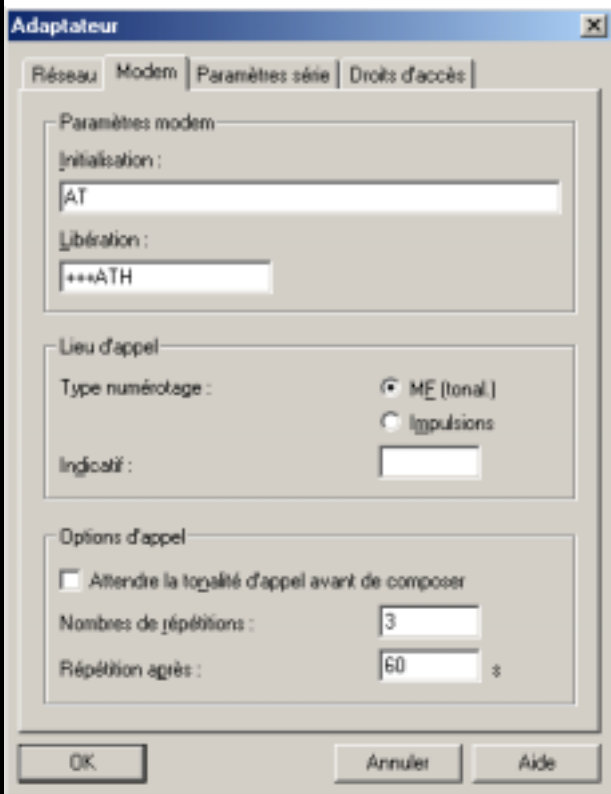 Adaptateur
Réseau Modem Paramètres série Droits d'accès
Paramètres modem
Initialisation :
AT
Libération :
+++ATH
Lieu d'appel
Type numérotage : MF (tonal.)
Impulsions
Indicatif :
Options d'appel
Attendre la tonalité d'appel avant de composer
Nombres de répétitions : 3
Répétition après : 60 s
OK Annuler Aide